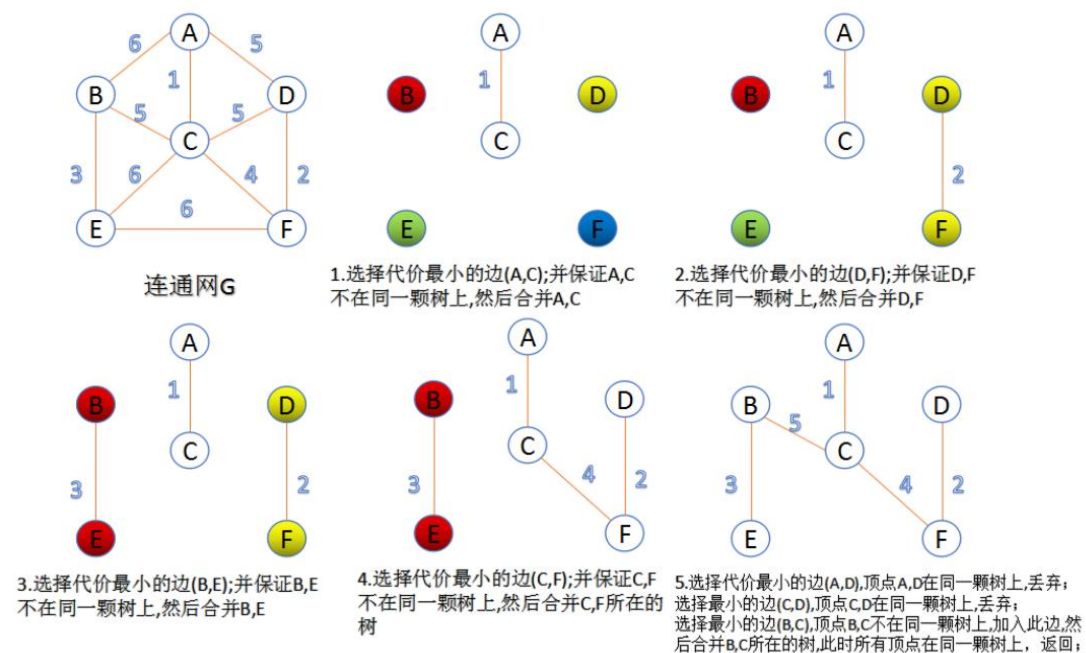 A
6
5
1
B
D
5
5
C
3
6
4
2
6
E
F
连通网G
A
1
B
D
C
E
F
1.选择代价最小的边(A,C);并保证A,C
不在同一颗树上,然后合并A,C
A
1
B
D
C
2
E
F
2.选择代价最小的边(D,F);并保证D,F
不在同一颗树上,然后合并D,F
A
1
B
D
C
3
2
E
F
3.选择代价最小的边(B,E);并保证B,E
不在同一颗树上,然后合并B,E
A
1
B
D
C
3
4
2
E
F
4.选择代价最小的边(C,F);并保证C,F
不在同一颗树上,然后合并C,F所在的
树
A
1
B
D
5
C
3
4
2
E
F
5.选择代价最小的边(A,D),顶点A,D在同一颗树上,丢弃;
选择最小的边(C,D),顶点C,D在同一颗树上,丢弃;
选择最小的边(B,C),顶点B,C不在同一颗树上,加入此边,然
后合并B,C所在的树,此时所有顶点在同一颗树上，返回;